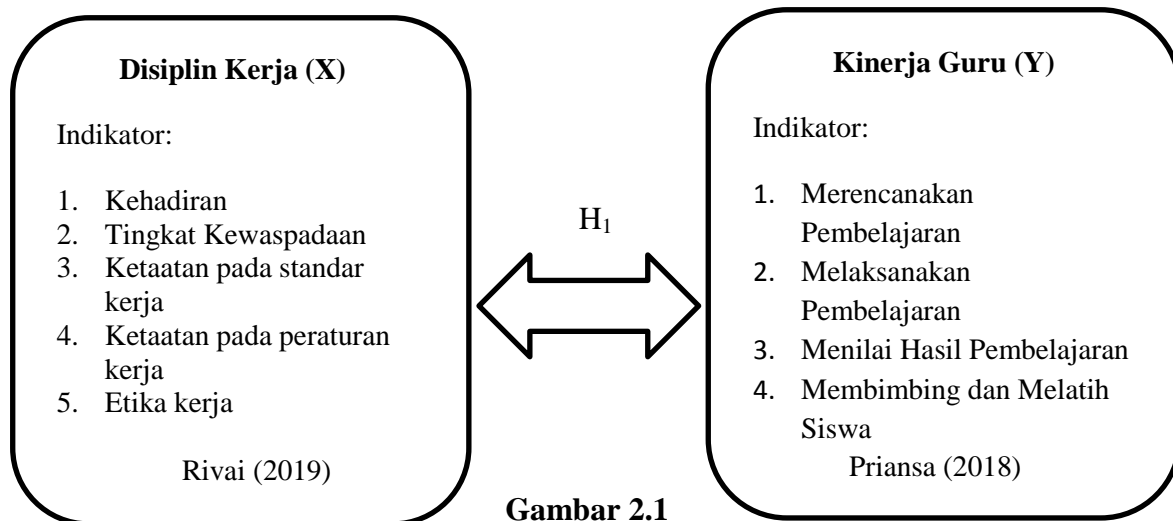 Disiplin Kerja (X)
Indikator:
1. Kehadiran
2. Tingkat Kewaspadaan
3. Ketaatan pada standar
kerja
4. Ketaatan pada peraturan
kerja
5. Etika kerja
Rivai (2019)
H1
Kinerja Guru (Y)
Indikator:
1. Merencanakan
Pembelajaran
2. Melaksanakan
Pembelajaran
3. Menilai Hasil Pembelajaran
4. Membimbing dan Melatih
Siswa
Priansa (2018)
Gambar 2.1